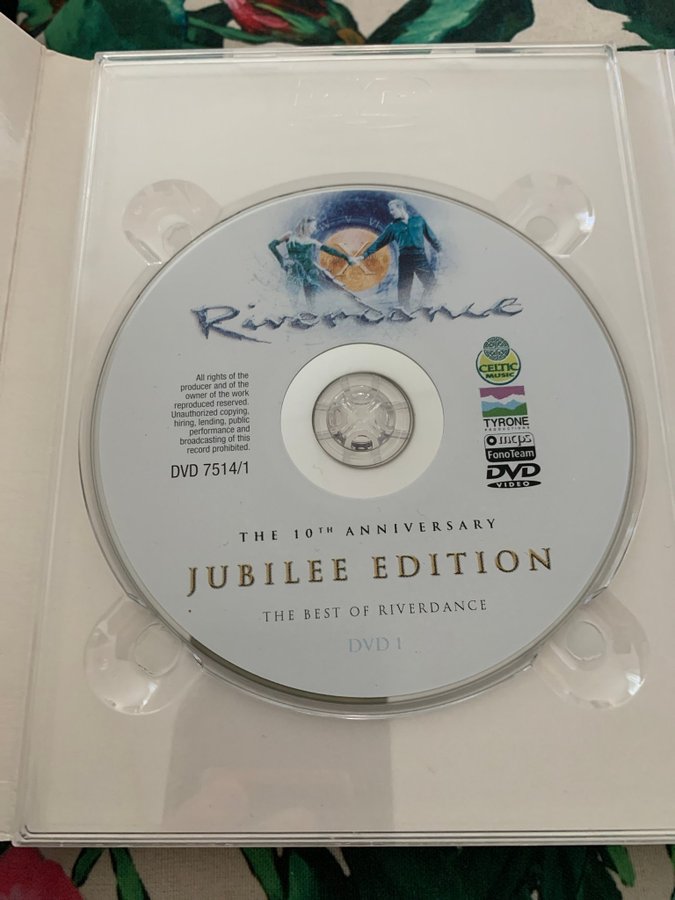 Riverdance
All rights of the
producer and of the
owner of the work
reproduced reserved.
Unauthorized copying,
hiring, lending, public
performance and
broadcasting of this
record prohibited.
DVD 7514/1
CELTIC
MUSIC
TYRONE
PRODUCTIONS
mcps
FonoTeam
DVD
VIDEO
THE 10TH ANNIVERSARY
JUBILEE EDITION
THE BEST OF RIVERDANCE
DVD 1